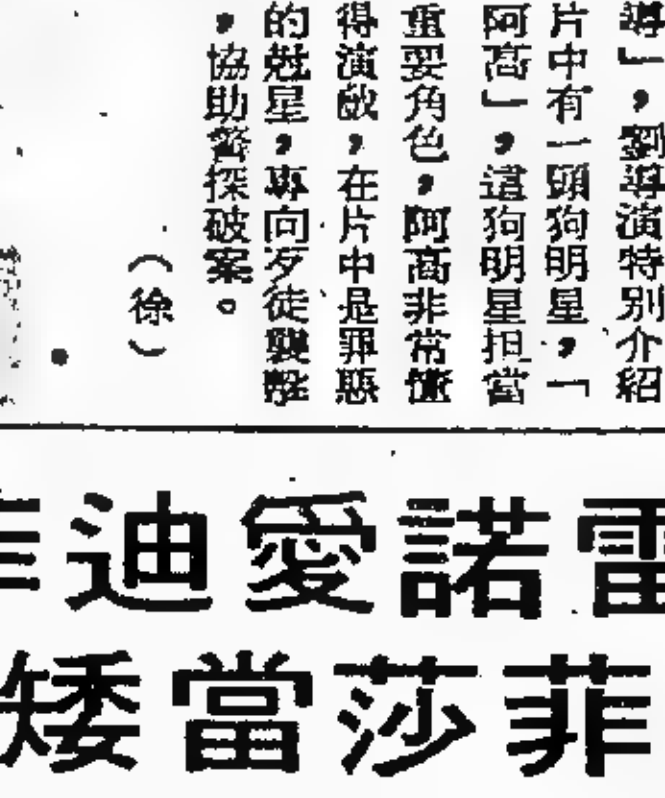 導」，劉導演特别介紹
片中有一頭狗明星，「
阿高」，這狗明星担當
重要角色，阿高非常懂
得演戲，在片中是罪惡
的尅星，專向歹徒襲擊
，協助警探破案。
（徐）
雷諾愛迪
菲莎當矮